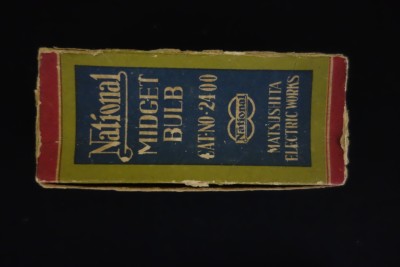 National
MIDGET
BULB
CAT·NO·2400
National
MATSUSHITA
ELECTRIC WORKS